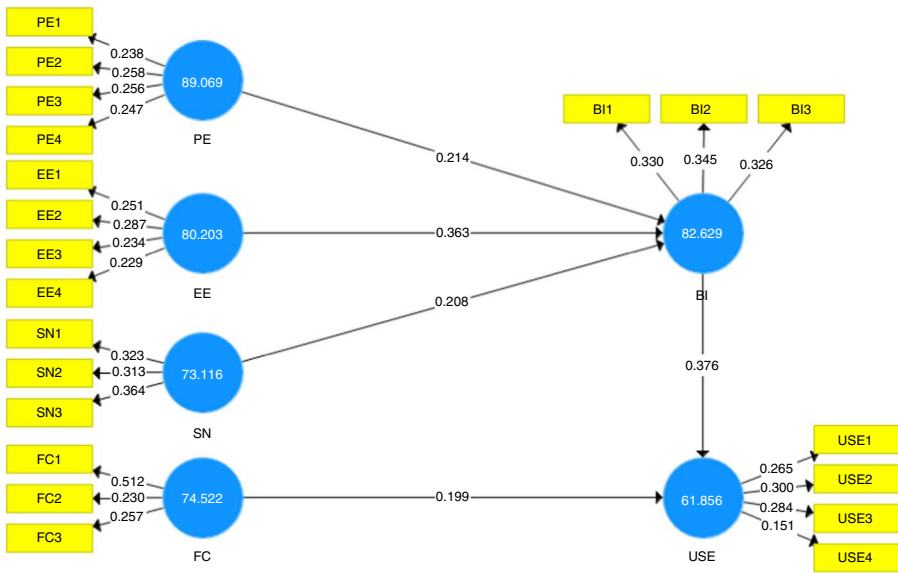 PE1
PE2
PE3
PE4
0.238
0.258
0.256
0.247
89.069
PE
EE1
EE2
EE3
EE4
0.251
0.287
0.234
0.229
80.203
EE
SN1
SN2
SN3
0.323
0.313
0.364
73.116
SN
FC1
FC2
FC3
0.512
0.230
0.257
74.522
FC
0.214
0.363
0.208
0.199
BI1
BI2
BI3
0.330
0.345
0.326
82.629
BI
0.376
61.856
USE
0.265
0.300
0.284
0.151
USE1
USE2
USE3
USE4